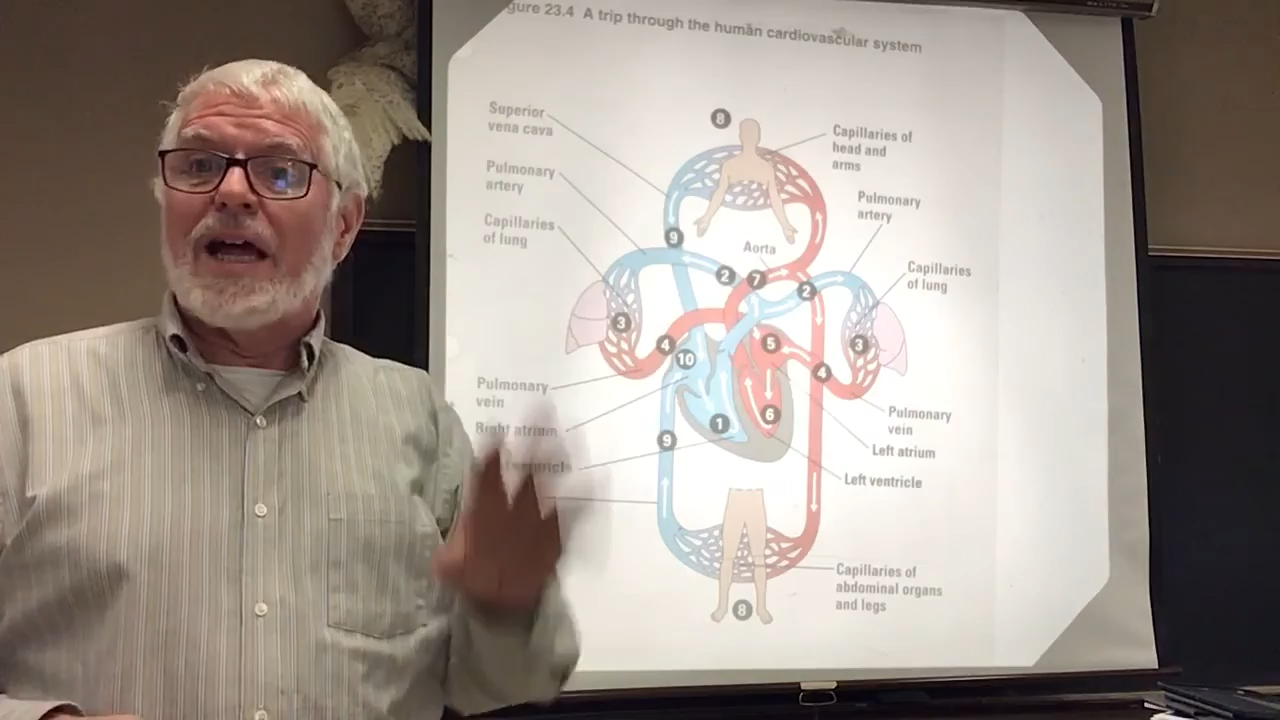 gure 23.4 A trip through the human cardiovascular system
8
Superior
vena cava
Capillaries of
head and
arms
Pulmonary
artery
Pulmonary
artery
Capillaries
of lung
9
Aorta
Capillaries
of lung
2
7
2
3
4
10
5
3
4
Pulmonary
vein
Pulmonary
vein
Right atrium
1
6
9
Left atrium
Left ventricle
Capillaries of
abdominal organs
and legs
8